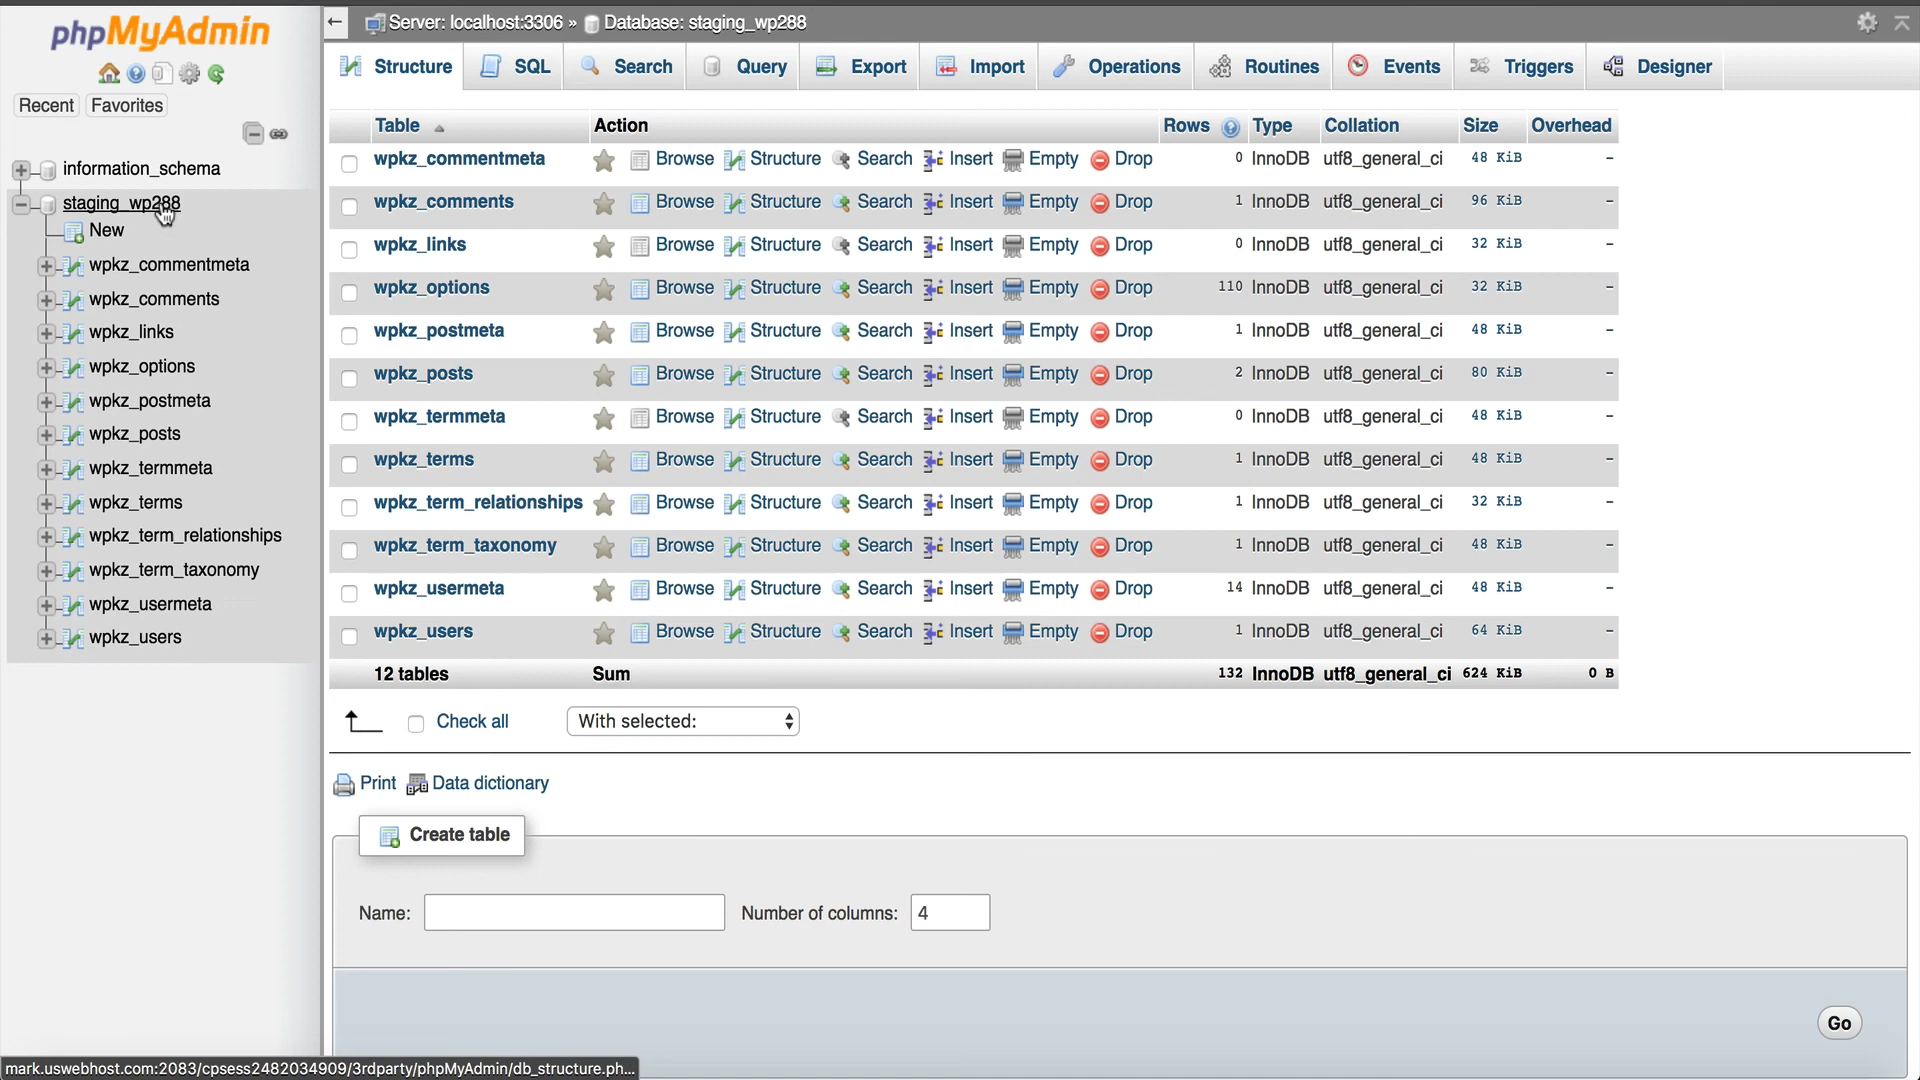 phpMyAdmin
Recent Favorites
information_schema
staging_wp288
New
wpkz_commentmeta
wpkz_comments
wpkz_links
wpkz_options
wpkz_postmeta
wpkz_posts
wpkz_termmeta
wpkz_terms
wpkz_term_relationships
wpkz_term_taxonomy
wpkz_usermeta
wpkz_users
Server: localhost:3306 » Database: staging_wp288
Structure SQL Search Query Export Import Operations Routines Events Triggers Designer
Table Action Rows Type Collation Size Overhead
wpkz_commentmeta Browse Structure Search Insert Empty Drop 0 InnoDB utf8_general_ci 48 KiB -
wpkz_comments Browse Structure Search Insert Empty Drop 1 InnoDB utf8_general_ci 96 KiB -
wpkz_links Browse Structure Search Insert Empty Drop 0 InnoDB utf8_general_ci 32 KiB -
wpkz_options Browse Structure Search Insert Empty Drop 110 InnoDB utf8_general_ci 32 KiB -
wpkz_postmeta Browse Structure Search Insert Empty Drop 1 InnoDB utf8_general_ci 48 KiB -
wpkz_posts Browse Structure Search Insert Empty Drop 2 InnoDB utf8_general_ci 80 KiB -
wpkz_termmeta Browse Structure Search Insert Empty Drop 0 InnoDB utf8_general_ci 48 KiB -
wpkz_terms Browse Structure Search Insert Empty Drop 1 InnoDB utf8_general_ci 48 KiB -
wpkz_term_relationships Browse Structure Search Insert Empty Drop 1 InnoDB utf8_general_ci 32 KiB -
wpkz_term_taxonomy Browse Structure Search Insert Empty Drop 1 InnoDB utf8_general_ci 48 KiB -
wpkz_usermeta Browse Structure Search Insert Empty Drop 14 InnoDB utf8_general_ci 48 KiB -
wpkz_users Browse Structure Search Insert Empty Drop 1 InnoDB utf8_general_ci 64 KiB -
12 tables Sum 132 InnoDB utf8_general_ci 624 KiB 0 B
Check all With selected:
Print Data dictionary
Create table
Name: Number of columns: 4
Go
mark.uswebhost.com:2083/cpsess2482034909/3rdparty/phpMyAdmin/db_structure.ph...